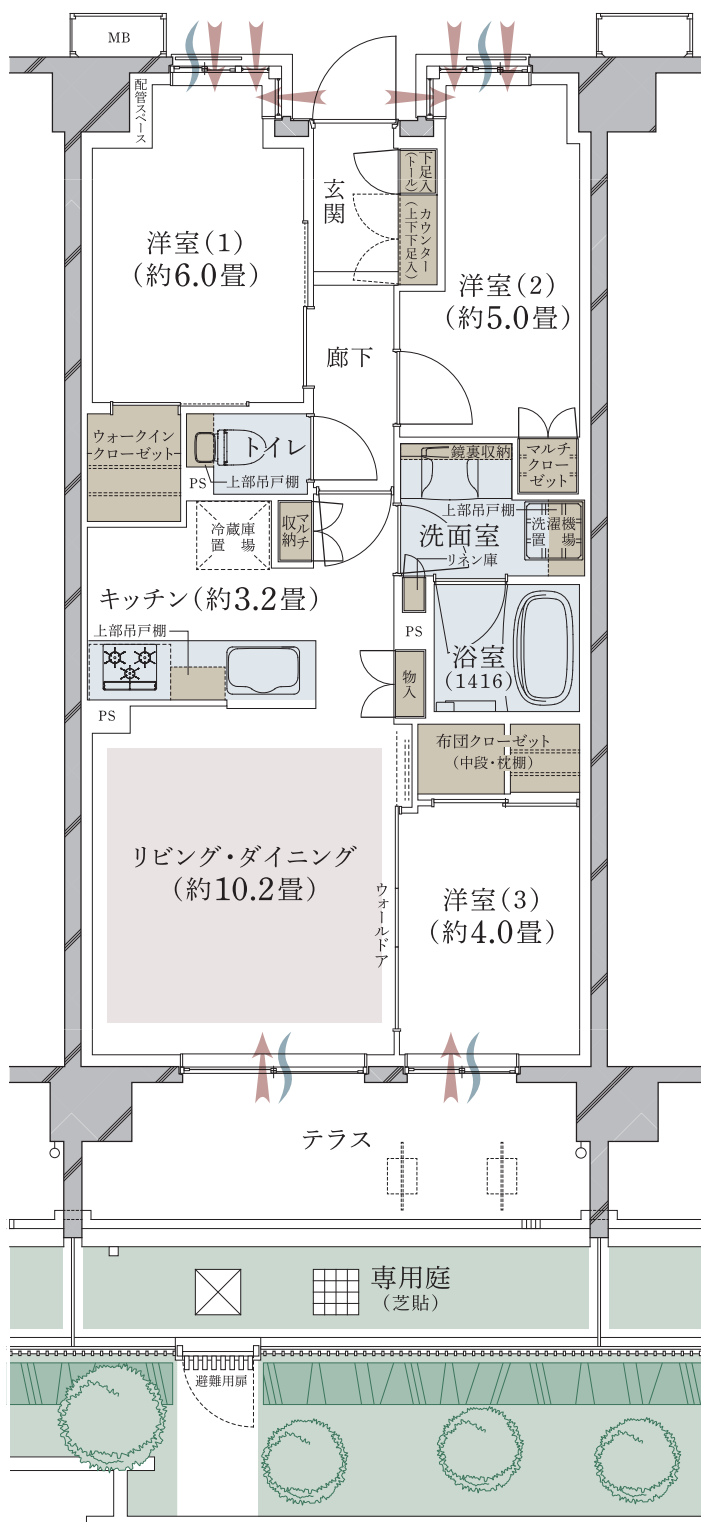 MB
配管スペース
洋室(1)
(約6.0畳)
玄関
下足入
(トール)
カウンター
(上下下足入)
洋室(2)
(約5.0畳)
廊下
ウォークイン
クローゼット
トイレ
PS
上部吊戸棚
鏡裏収納
マルチ
クロー
ゼット
冷蔵庫
置場
マルチ
収納
上部吊戸棚
洗面室
洗濯機
置場
リネン庫
キッチン(約3.2畳)
上部吊戸棚
PS
浴室
(1416)
物入
PS
布団クローゼット
(中段・枕棚)
リビング・ダイニング
(約10.2畳)
ウォールドア
洋室(3)
(約4.0畳)
テラス
専用庭
(芝貼)
避難用扉